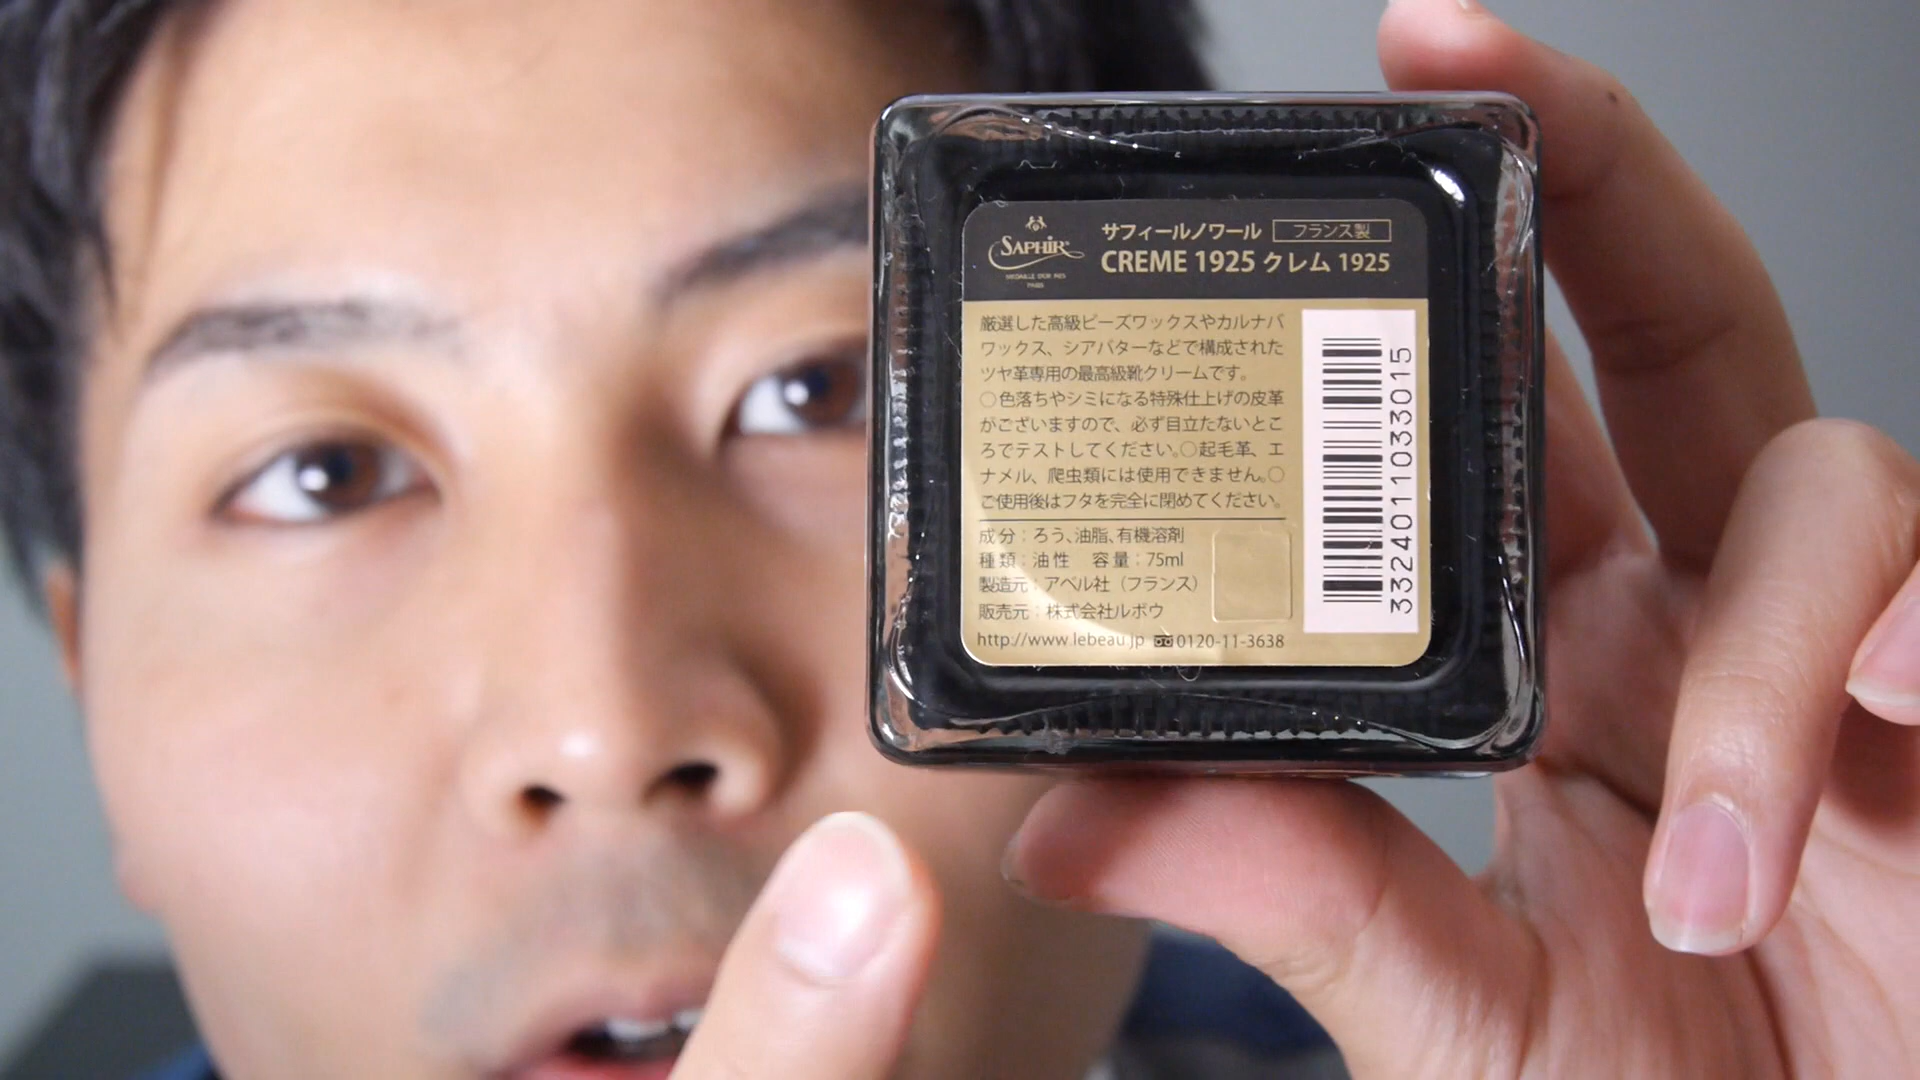 SAPHIR
MEDAILLE D'OR 1925
PARIS
サフィールノワール フランス製
CREME 1925 クレム 1925
厳選した高級ビーズワックスやカルナバ
ワックス、シアバターなどで構成された
ツヤ革専用の最高級靴クリームです。
○色落ちやシミになる特殊仕上げの皮革
がございますので、必ず目立たないとこ
ろでテストしてください。○起毛革、エ
ナメル、爬虫類には使用できません。○
ご使用後はフタを完全に閉めてください。
成分：ろう、油脂、有機溶剤
種類：油性 容量：75ml
製造元：アベル社（フランス）
販売元：株式会社ルボウ
http://www.lebeau.jp 0120-11-3638
3324011033015